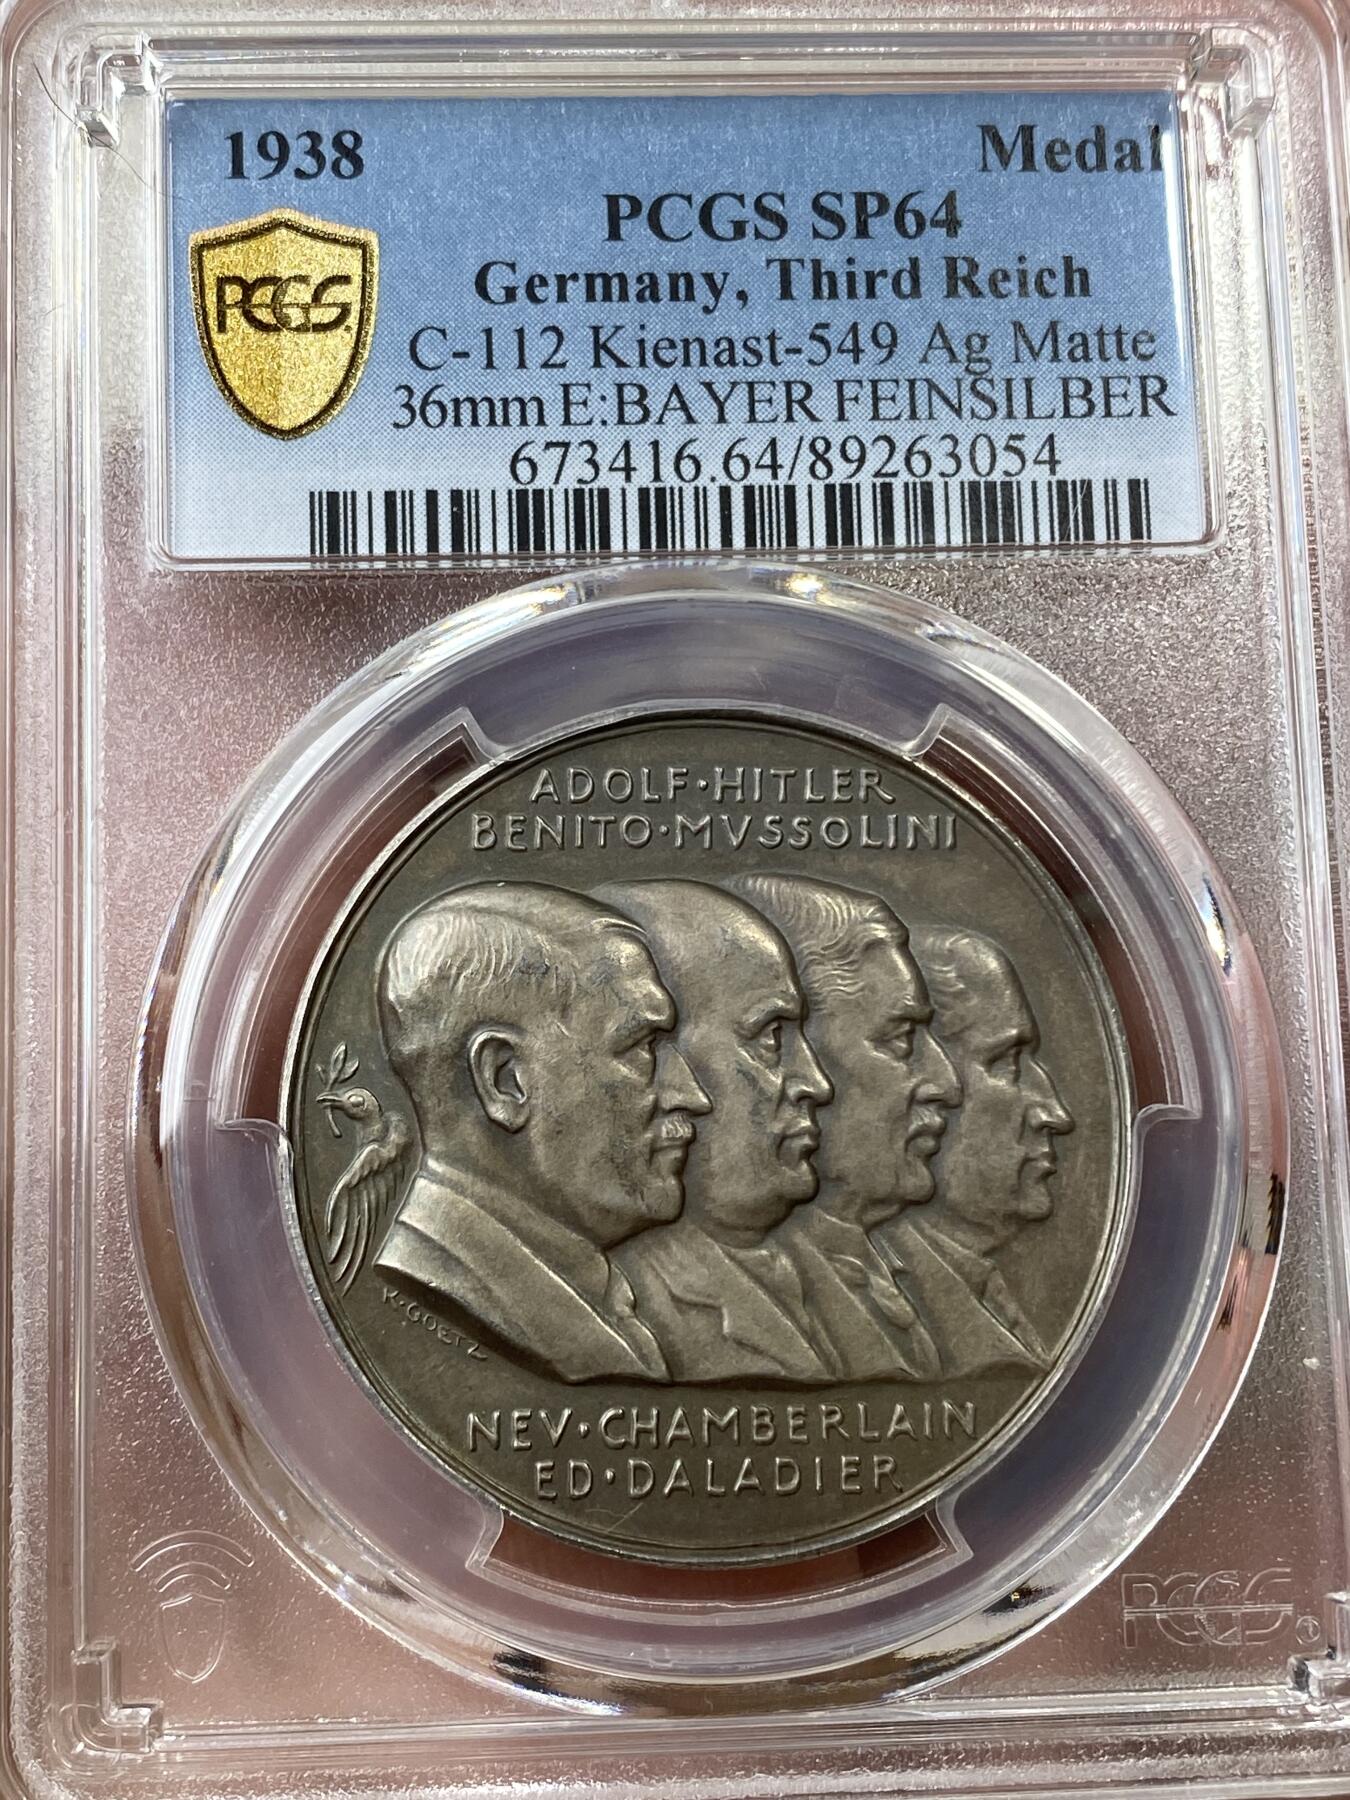 1938 Medal
PCGS SP64
PCGS
Germany, Third Reich
C-112 Kienast-549 Ag Matte
36mm E:BAYER FEINSILBER
673416.64/89263054
ADOLF·HITLER
BENITO·MVSSOLINI
K·GOETZ
NEV·CHAMBERLAIN
ED·DALADIER
PCGS